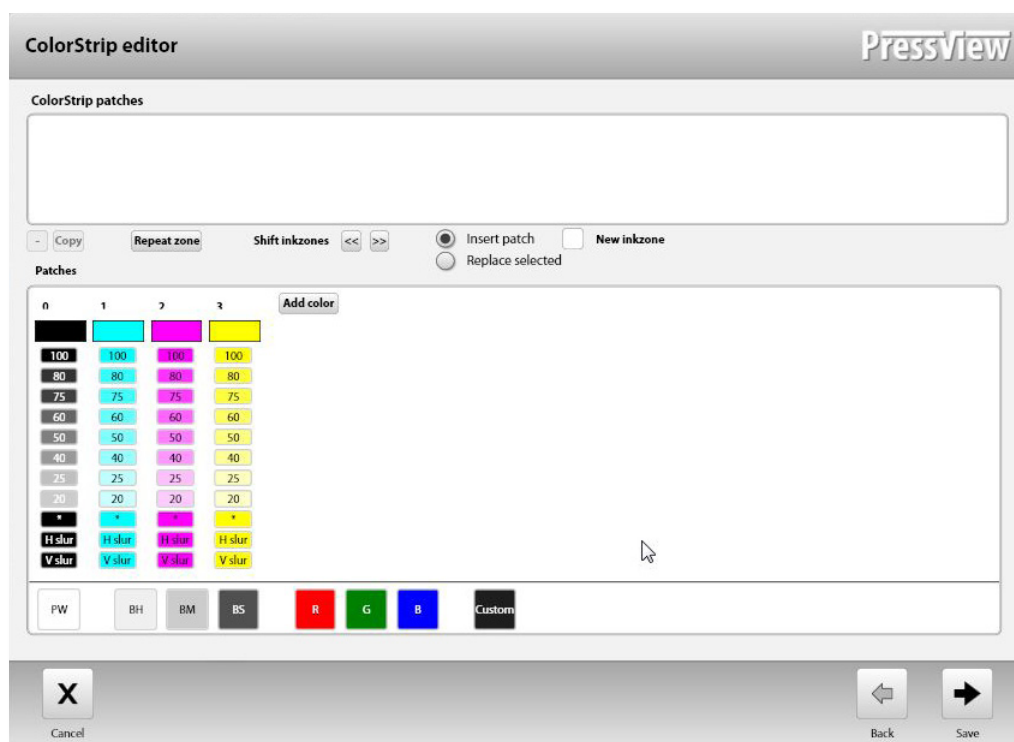 ColorStrip editor PressView
ColorStrip patches
- Copy Repeat zone Shift inkzones << >> Insert patch New inkzone
Replace selected
Patches
0 1 2 3 Add color
100 100 100 100
80 80 80 80
75 75 75 75
60 60 60 60
50 50 50 50
40 40 40 40
25 25 25 25
20 20 20 20
* * * *
H slur H slur H slur H slur
V slur V slur V slur V slur
PW BH BM BS R G B Custom
X
Cancel Back Save